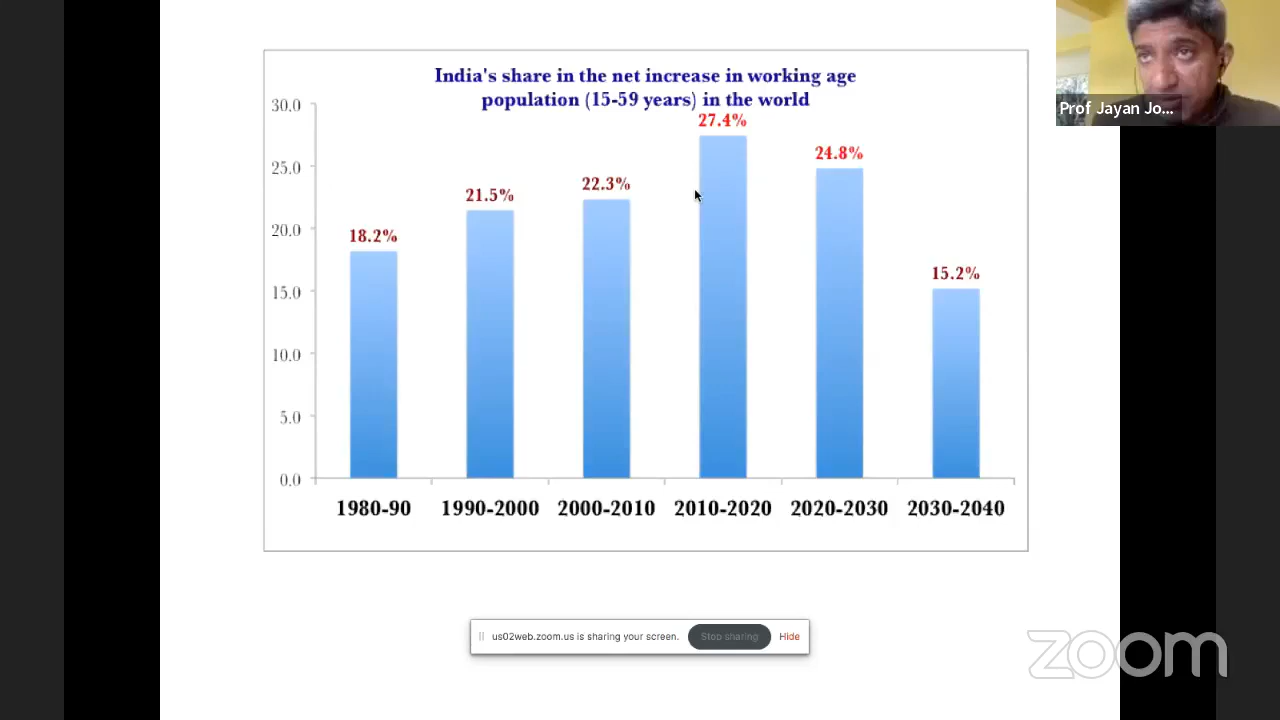 India's share in the net increase in working age
population (15-59 years) in the world
30.0
25.0
20.0
15.0
10.0
5.0
0.0
18.2%
21.5%
22.3%
27.4%
24.8%
15.2%
1980-90 1990-2000 2000-2010 2010-2020 2020-2030 2030-2040
Prof Jayan Jo...
us02web.zoom.us is sharing your screen. Stop sharing Hide
zoom